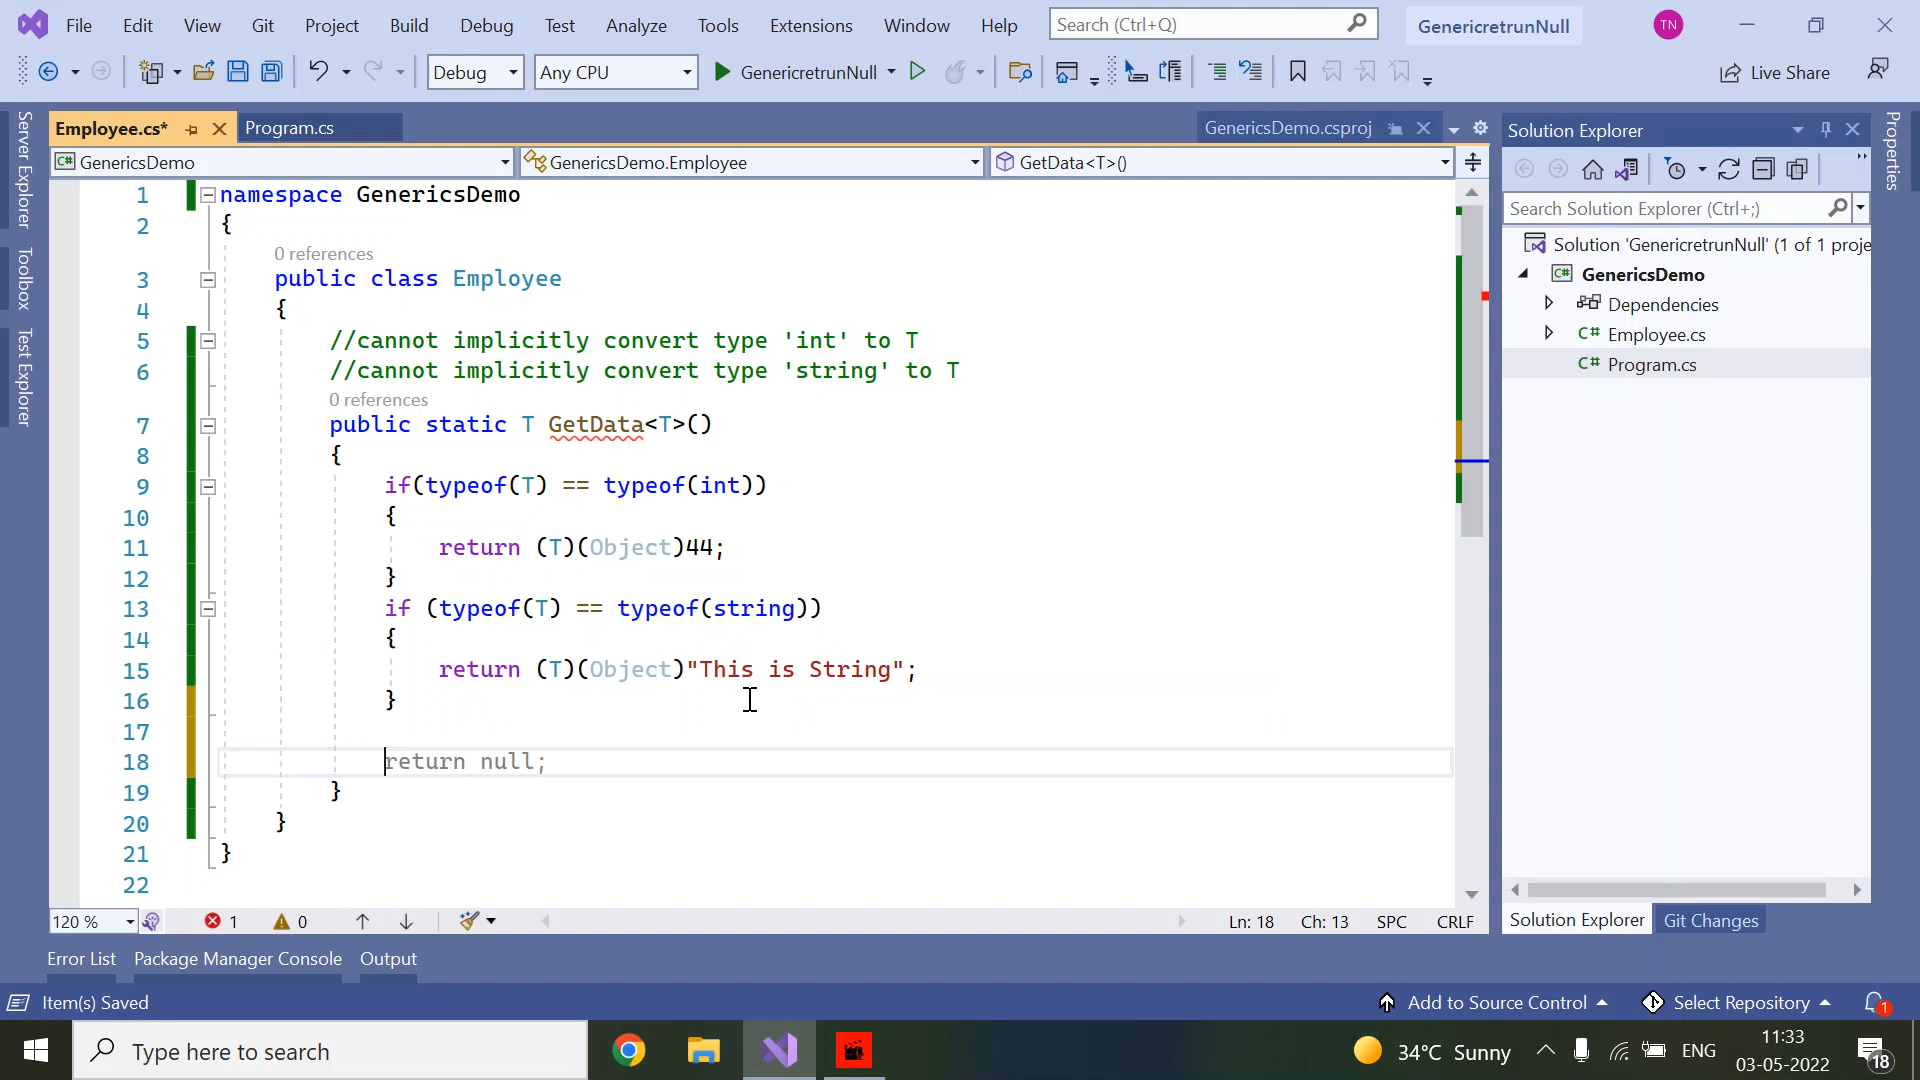 File Edit View Git Project Build Debug Test Analyze Tools Extensions Window Help Search (Ctrl+Q) GenericretrunNull TN
Debug Any CPU GenericretrunNull Live Share
Employee.cs* Program.cs GenericsDemo.csproj Solution Explorer
GenericsDemo GenericsDemo.Employee GetData<T>()
Server Explorer
Toolbox
Test Explorer
1 namespace GenericsDemo
2 {
0 references
3 public class Employee
4 {
5 //cannot implicitly convert type 'int' to T
6 //cannot implicitly convert type 'string' to T
0 references
7 public static T GetData<T>()
8 {
9 if(typeof(T) == typeof(int))
10 {
11 return (T)(Object)44;
12 }
13 if (typeof(T) == typeof(string))
14 {
15 return (T)(Object)"This is String";
16 }
17
18 return null;
19 }
20 }
21 }
22
Search Solution Explorer (Ctrl+;)
Solution 'GenericretrunNull' (1 of 1 proje
C# GenericsDemo
Dependencies
C# Employee.cs
C# Program.cs
Properties
120 % 1 0 Ln: 18 Ch: 13 SPC CRLF
Solution Explorer Git Changes
Error List Package Manager Console Output
Item(s) Saved Add to Source Control Select Repository 1
Type here to search 34°C Sunny ENG 11:33
03-05-2022 18